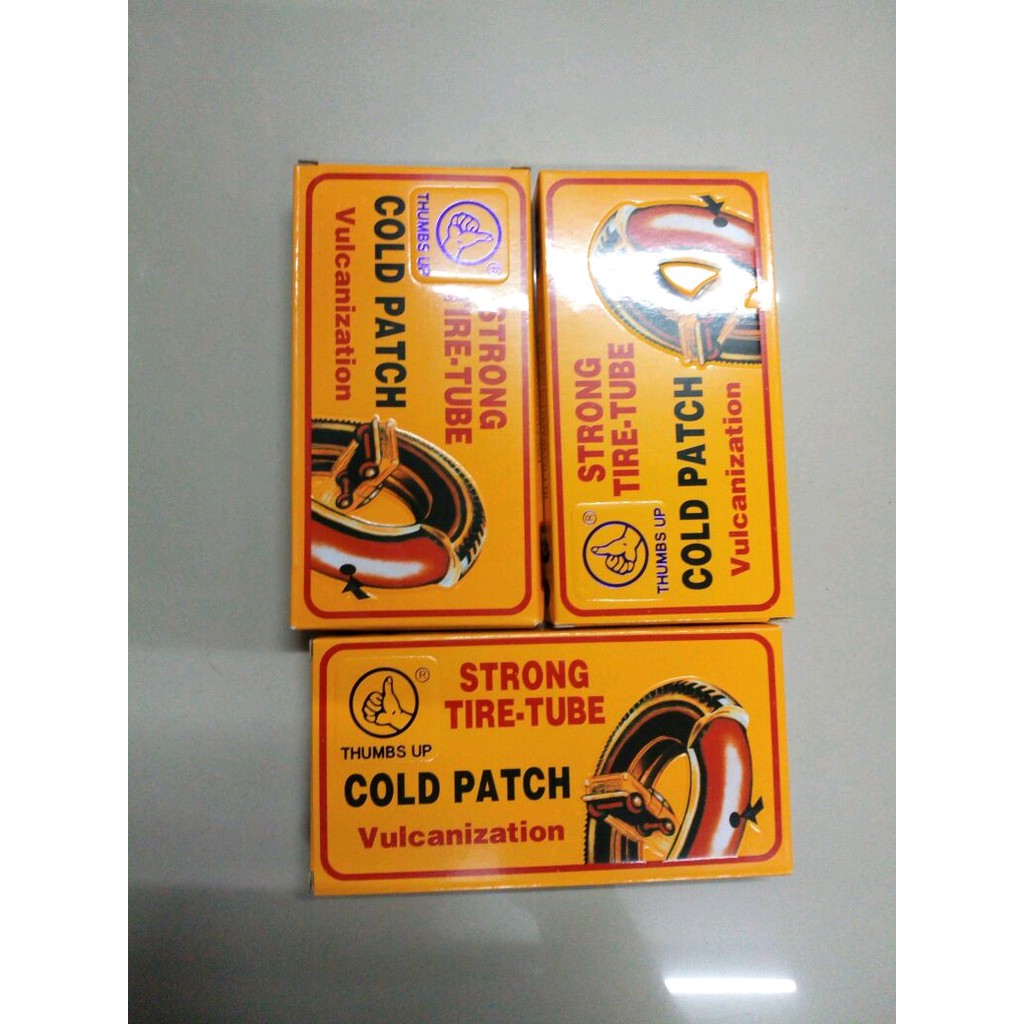 THUMBS UP
®
STRONG
TIRE-TUBE
COLD PATCH
Vulcanization
®
THUMBS UP
STRONG
TIRE-TUBE
COLD PATCH
Vulcanization
®
THUMBS UP
STRONG
TIRE-TUBE
COLD PATCH
Vulcanization